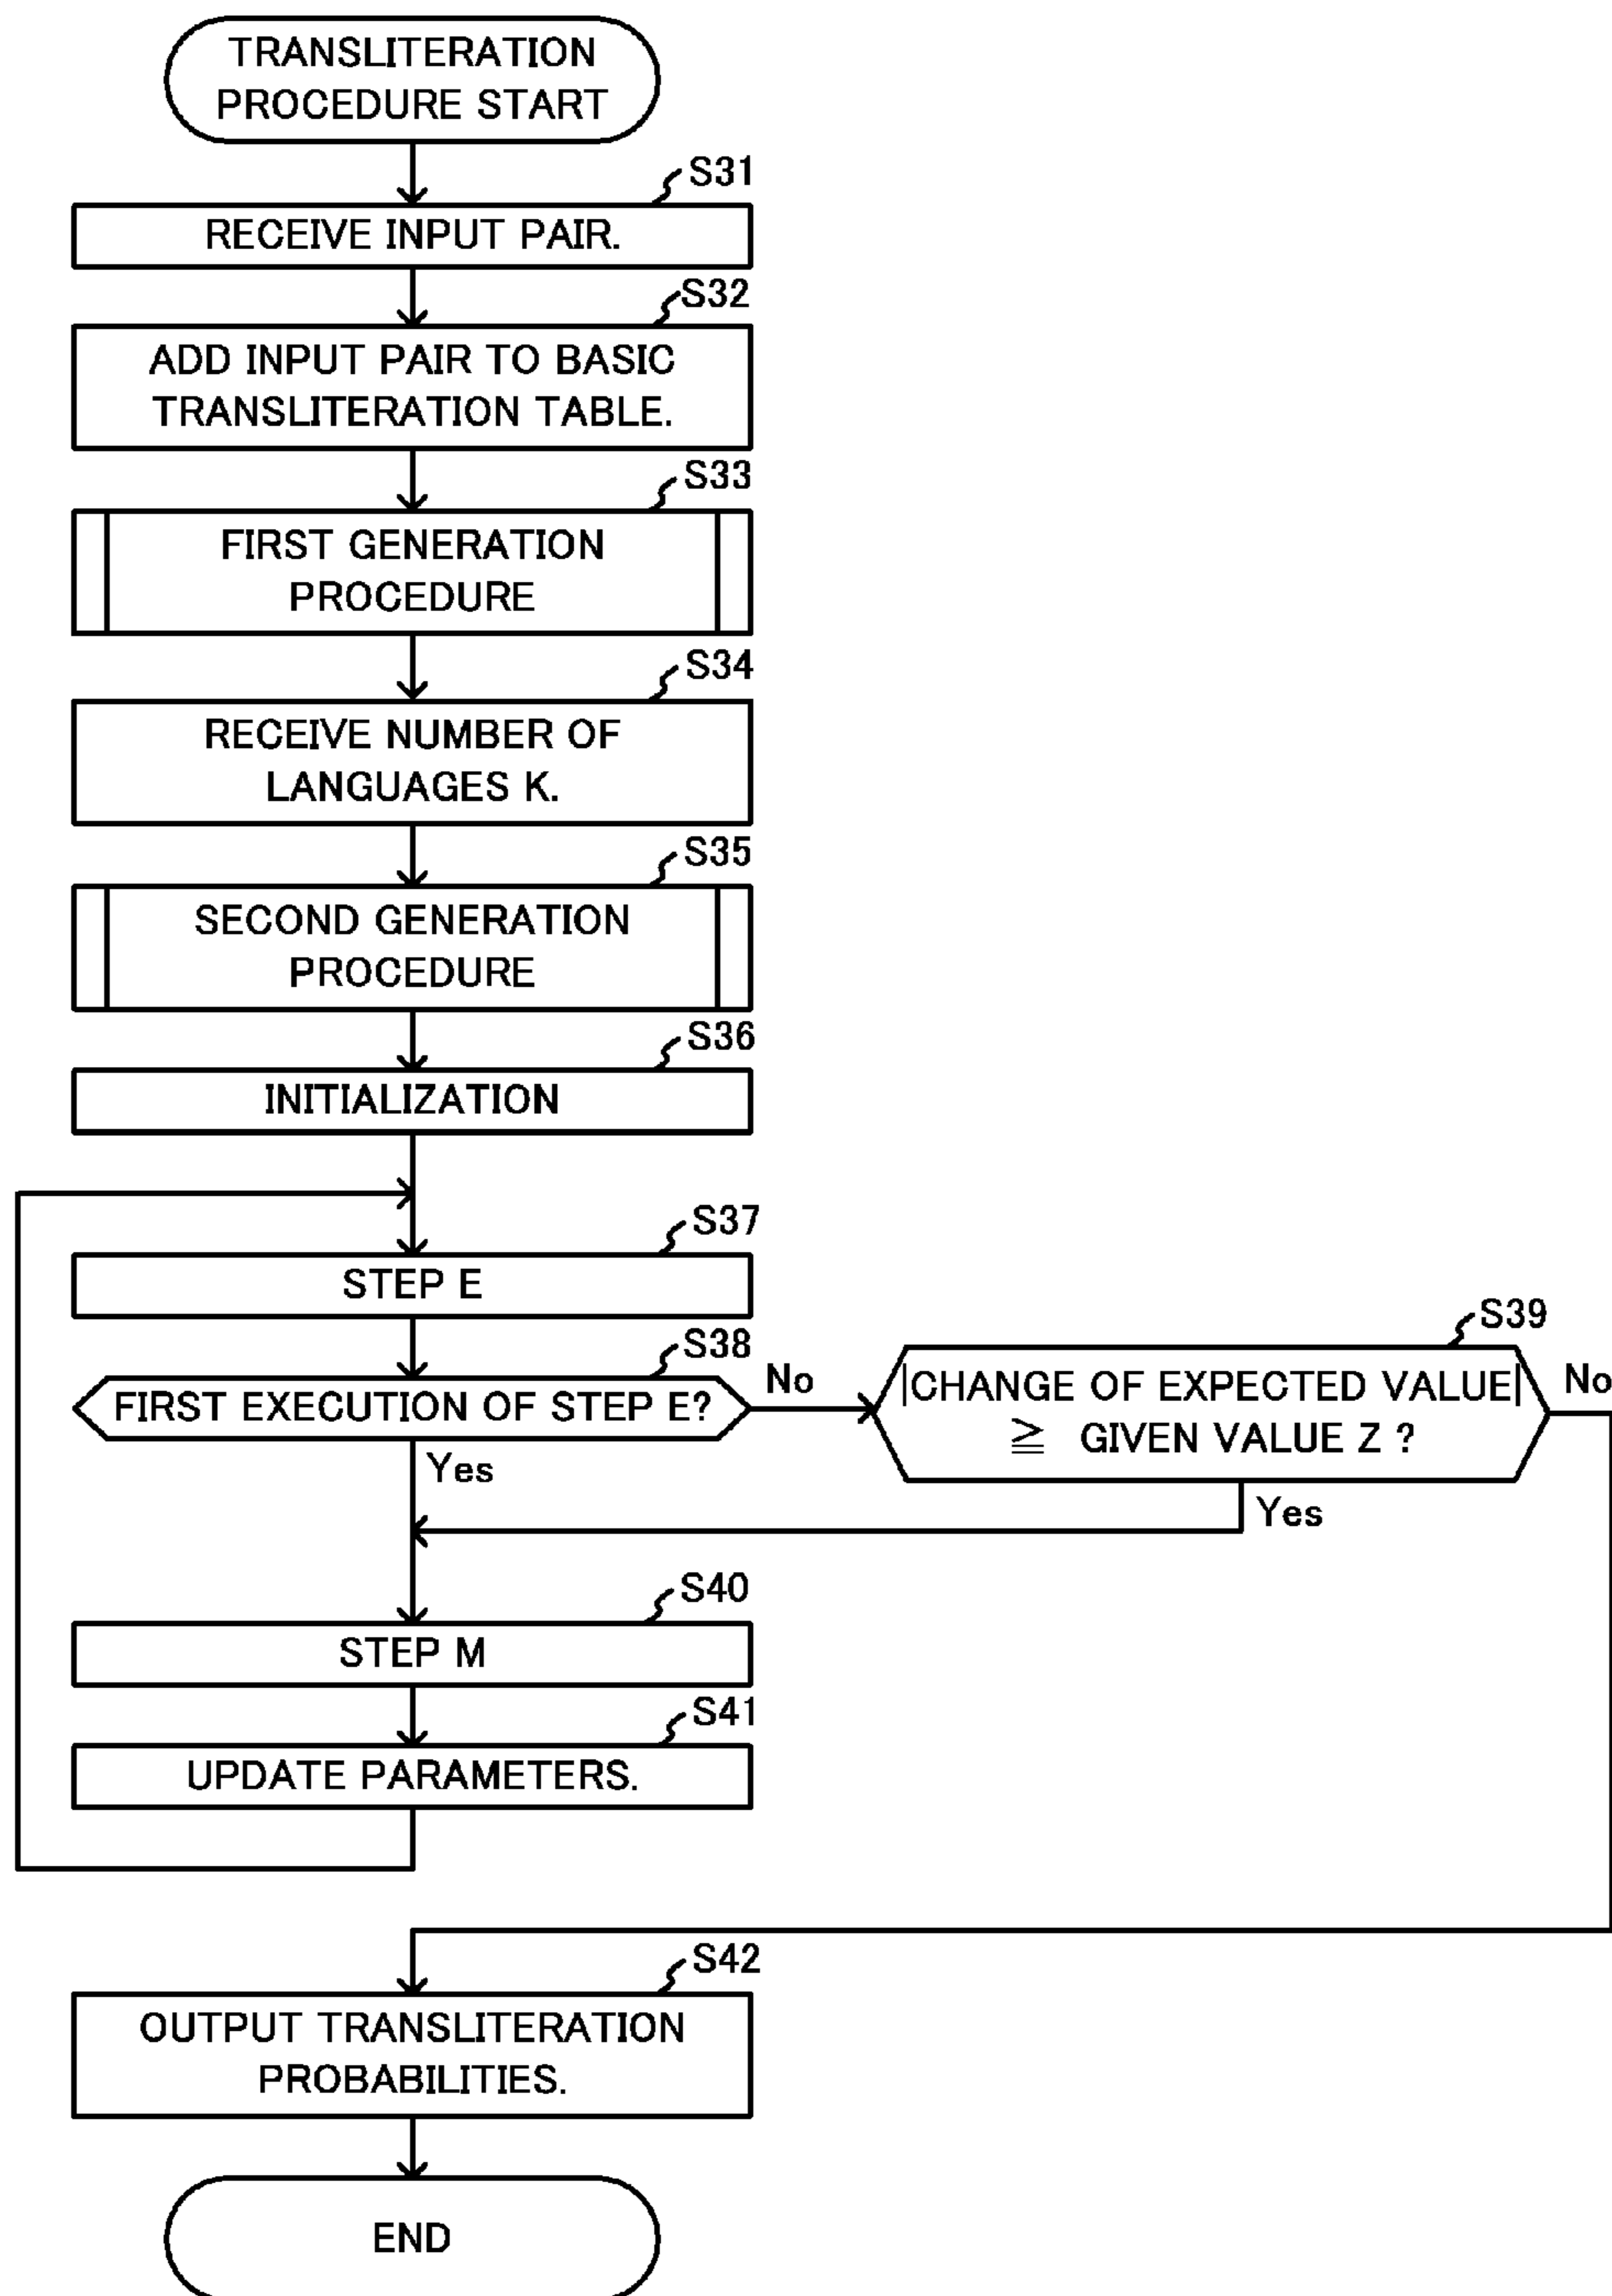 TRANSLITERATION
PROCEDURE START
S31
RECEIVE INPUT PAIR.
S32
ADD INPUT PAIR TO BASIC
TRANSLITERATION TABLE.
S33
FIRST GENERATION
PROCEDURE
S34
RECEIVE NUMBER OF
LANGUAGES K.
S35
SECOND GENERATION
PROCEDURE
S36
INITIALIZATION
S37
STEP E
S38
FIRST EXECUTION OF STEP E?
No
Yes
S39
|CHANGE OF EXPECTED VALUE|
≧ GIVEN VALUE Z ?
No
Yes
S40
STEP M
S41
UPDATE PARAMETERS.
S42
OUTPUT TRANSLITERATION
PROBABILITIES.
END